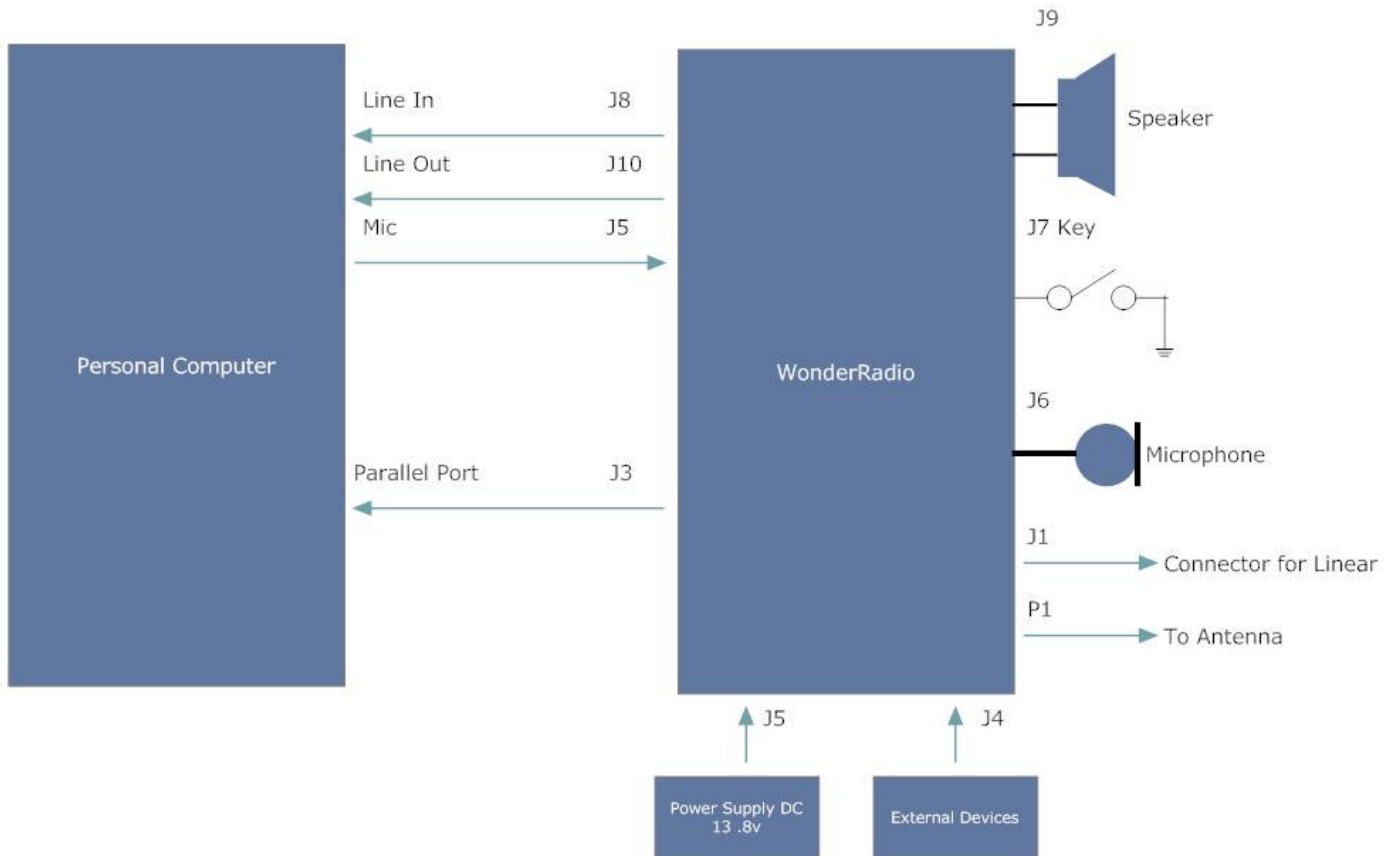 J9
Line In
J8
Speaker
Line Out
J10
Mic
J5
J7 Key
Personal Computer
WonderRadio
J6
Microphone
Parallel Port
J3
J1
Connector for Linear
P1
To Antenna
J5
J4
Power Supply DC
13 .8v
External Devices